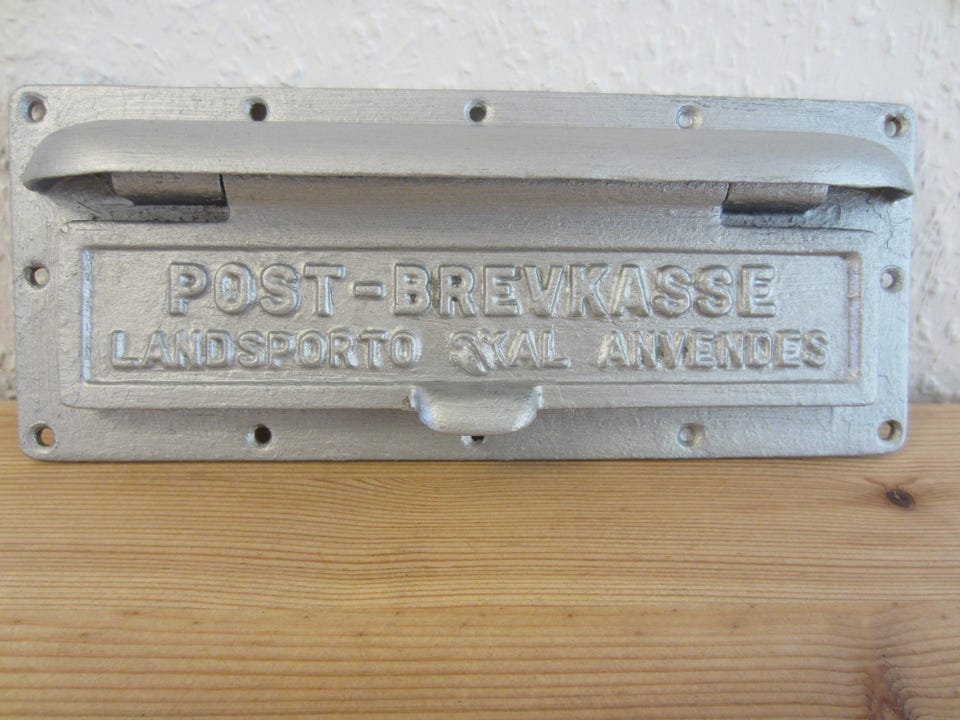 POST-BREVKASSE
LANDSPORTO SKAL ANVENDES